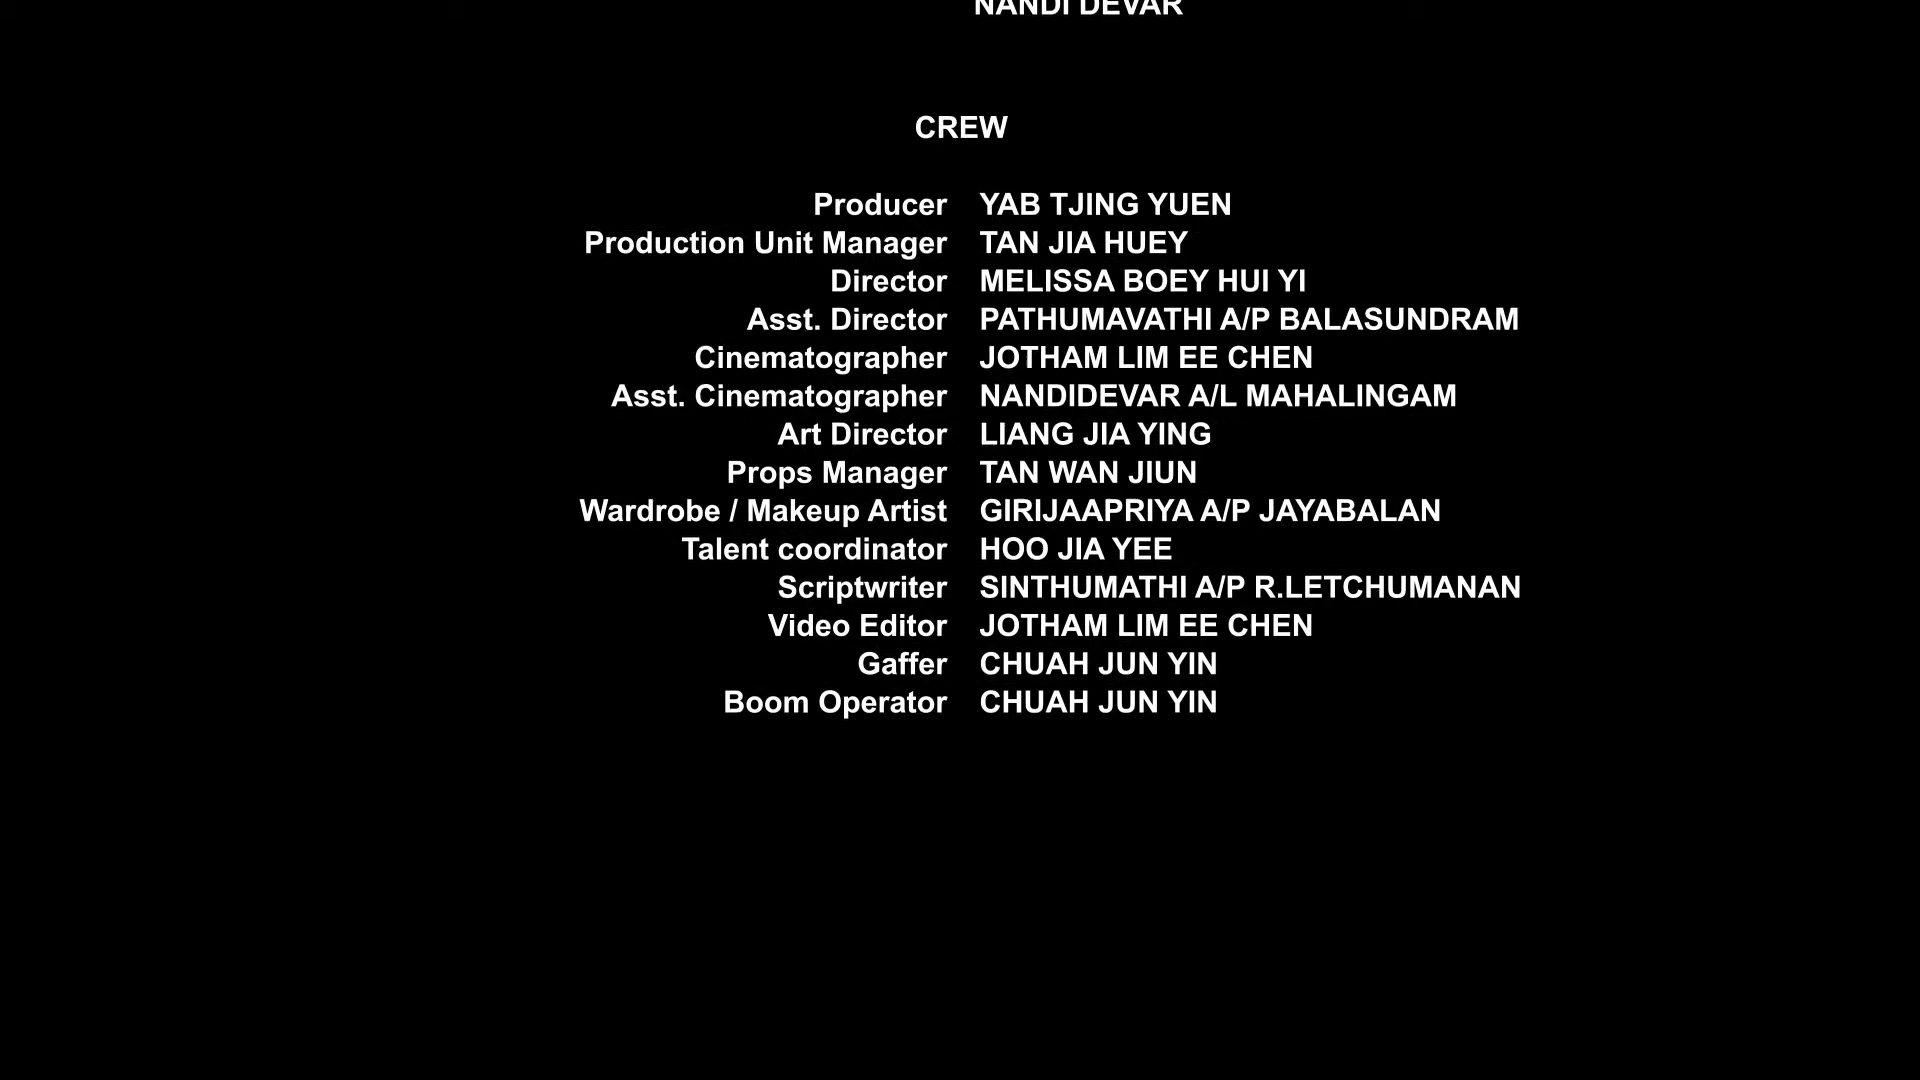 NANDI DEVAR
CREW
Producer YAB TJING YUEN
Production Unit Manager TAN JIA HUEY
Director MELISSA BOEY HUI YI
Asst. Director PATHUMAVATHI A/P BALASUNDRAM
Cinematographer JOTHAM LIM EE CHEN
Asst. Cinematographer NANDIDEVAR A/L MAHALINGAM
Art Director LIANG JIA YING
Props Manager TAN WAN JIUN
Wardrobe / Makeup Artist GIRIJAAPRIYA A/P JAYABALAN
Talent coordinator HOO JIA YEE
Scriptwriter SINTHUMATHI A/P R.LETCHUMANAN
Video Editor JOTHAM LIM EE CHEN
Gaffer CHUAH JUN YIN
Boom Operator CHUAH JUN YIN